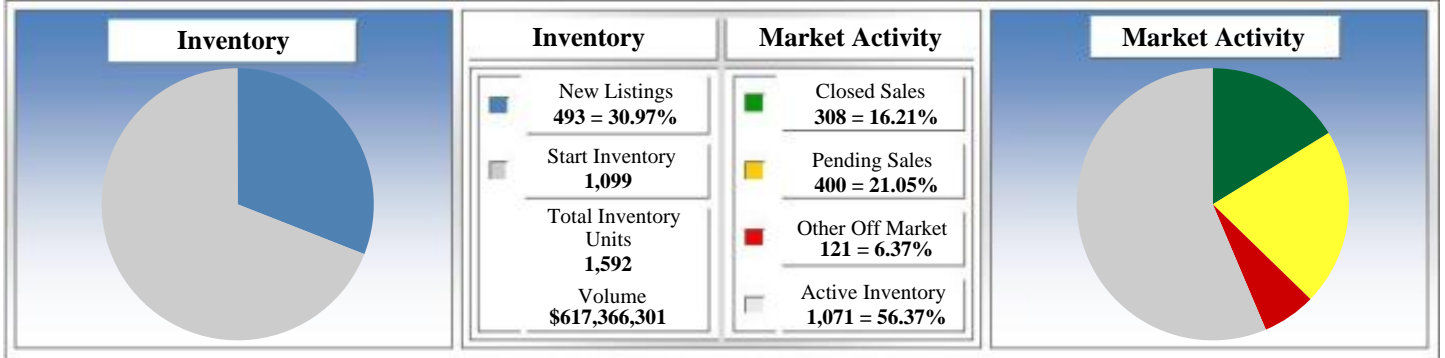 Inventory
Inventory
Market Activity
New Listings
493 = 30.97%
Start Inventory
1,099
Total Inventory
Units
1,592
Volume
$617,366,301
Closed Sales
308 = 16.21%
Pending Sales
400 = 21.05%
Other Off Market
121 = 6.37%
Active Inventory
1,071 = 56.37%
Market Activity